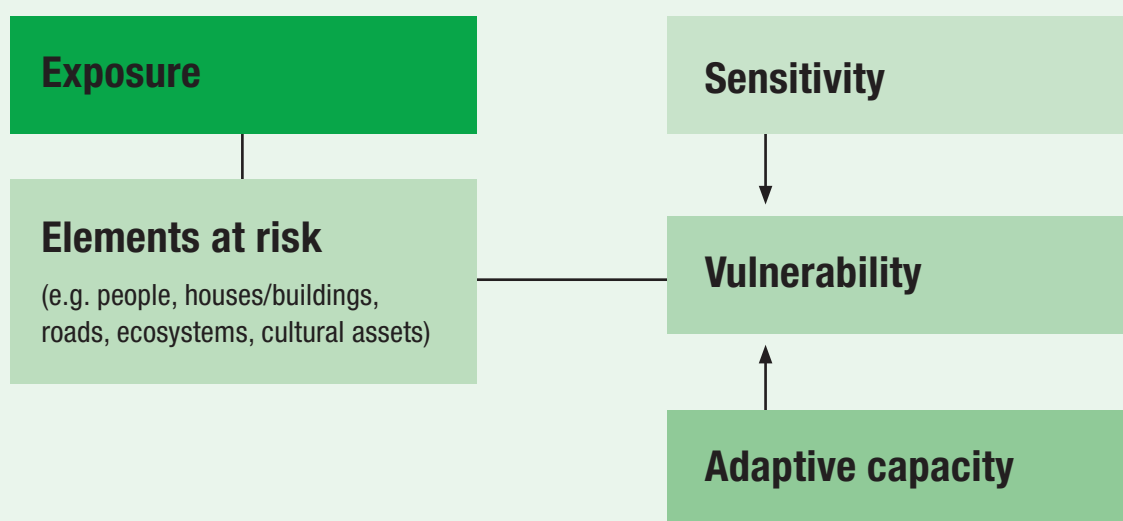 Exposure
Elements at risk
(e.g. people, houses/buildings,
roads, ecosystems, cultural assets)
Sensitivity
Vulnerability
Adaptive capacity